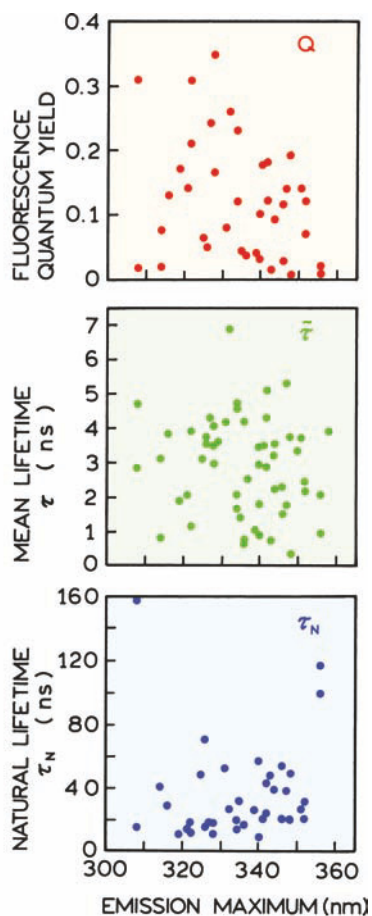 0.4
0.3
0.2
0.1
0
FLUORESCENCE
QUANTUM YIELD
Q
7
6
5
4
3
2
1
0
MEAN LIFETIME
τ (ns)
τ̄
160
120
80
40
0
NATURAL LIFETIME
τN (ns)
τN
300 320 340 360
EMISSION MAXIMUM (nm)